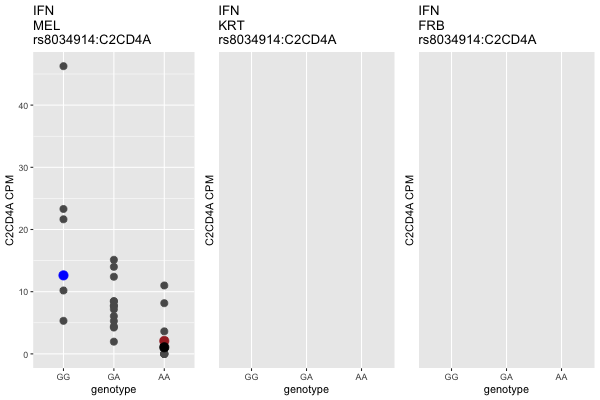 IFN
MEL
rs8034914:C2CD4A
IFN
KRT
rs8034914:C2CD4A
IFN
FRB
rs8034914:C2CD4A
C2CD4A CPM
40
30
20
10
0
GG GA AA
genotype
C2CD4A CPM
GG GA AA
genotype
C2CD4A CPM
GG GA AA
genotype